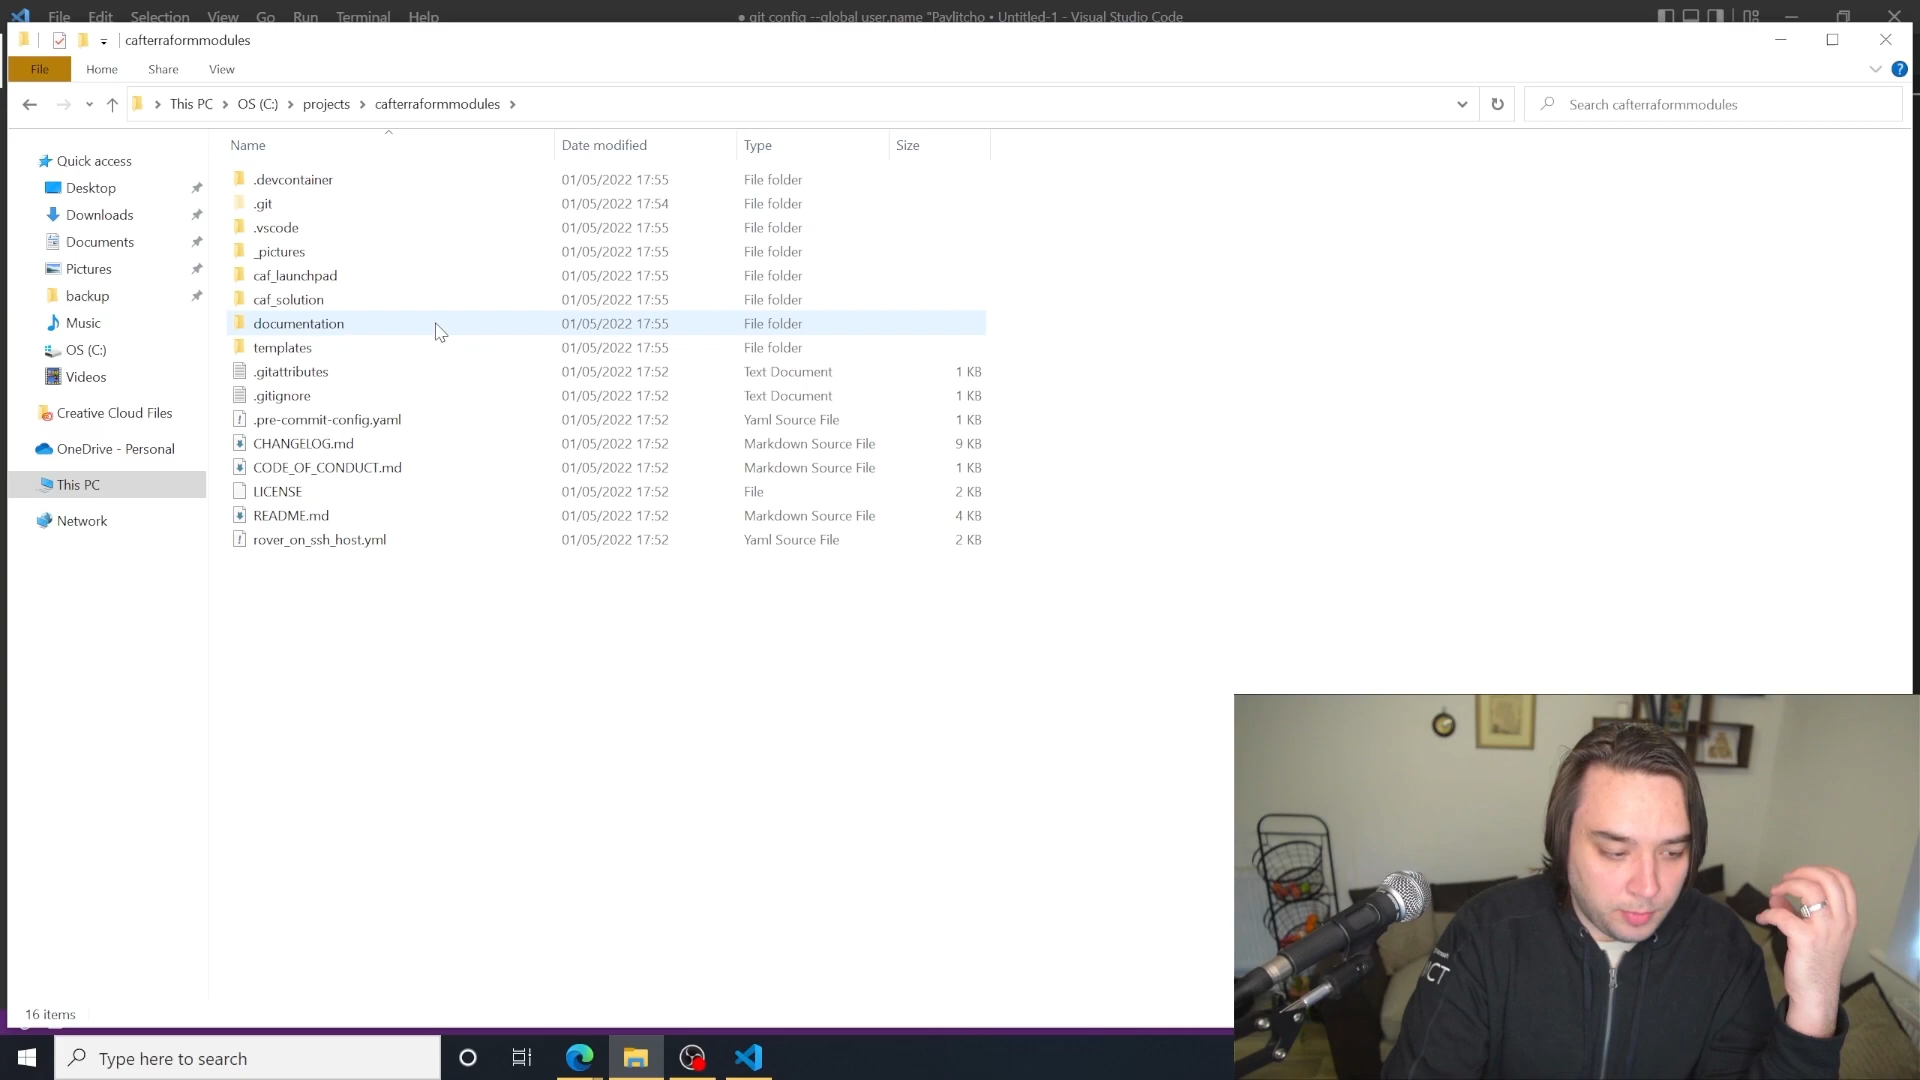 File Edit Selection View Go Run Terminal Help
● git config --global user.name "Pavlitcho • Untitled-1 - Visual Studio Code
cafterraformmodules
File Home Share View
This PC > OS (C:) > projects > cafterraformmodules >
Search cafterraformmodules
Name Date modified Type Size
Quick access
Desktop
Downloads
Documents
Pictures
backup
Music
OS (C:)
Videos
Creative Cloud Files
OneDrive - Personal
This PC
Network
.devcontainer 01/05/2022 17:55 File folder
.git 01/05/2022 17:54 File folder
.vscode 01/05/2022 17:55 File folder
_pictures 01/05/2022 17:55 File folder
caf_launchpad 01/05/2022 17:55 File folder
caf_solution 01/05/2022 17:55 File folder
documentation 01/05/2022 17:55 File folder
templates 01/05/2022 17:55 File folder
.gitattributes 01/05/2022 17:52 Text Document 1 KB
.gitignore 01/05/2022 17:52 Text Document 1 KB
.pre-commit-config.yaml 01/05/2022 17:52 Yaml Source File 1 KB
CHANGELOG.md 01/05/2022 17:52 Markdown Source File 9 KB
CODE_OF_CONDUCT.md 01/05/2022 17:52 Markdown Source File 1 KB
LICENSE 01/05/2022 17:52 File 2 KB
README.md 01/05/2022 17:52 Markdown Source File 4 KB
rover_on_ssh_host.yml 01/05/2022 17:52 Yaml Source File 2 KB
16 items
Type here to search